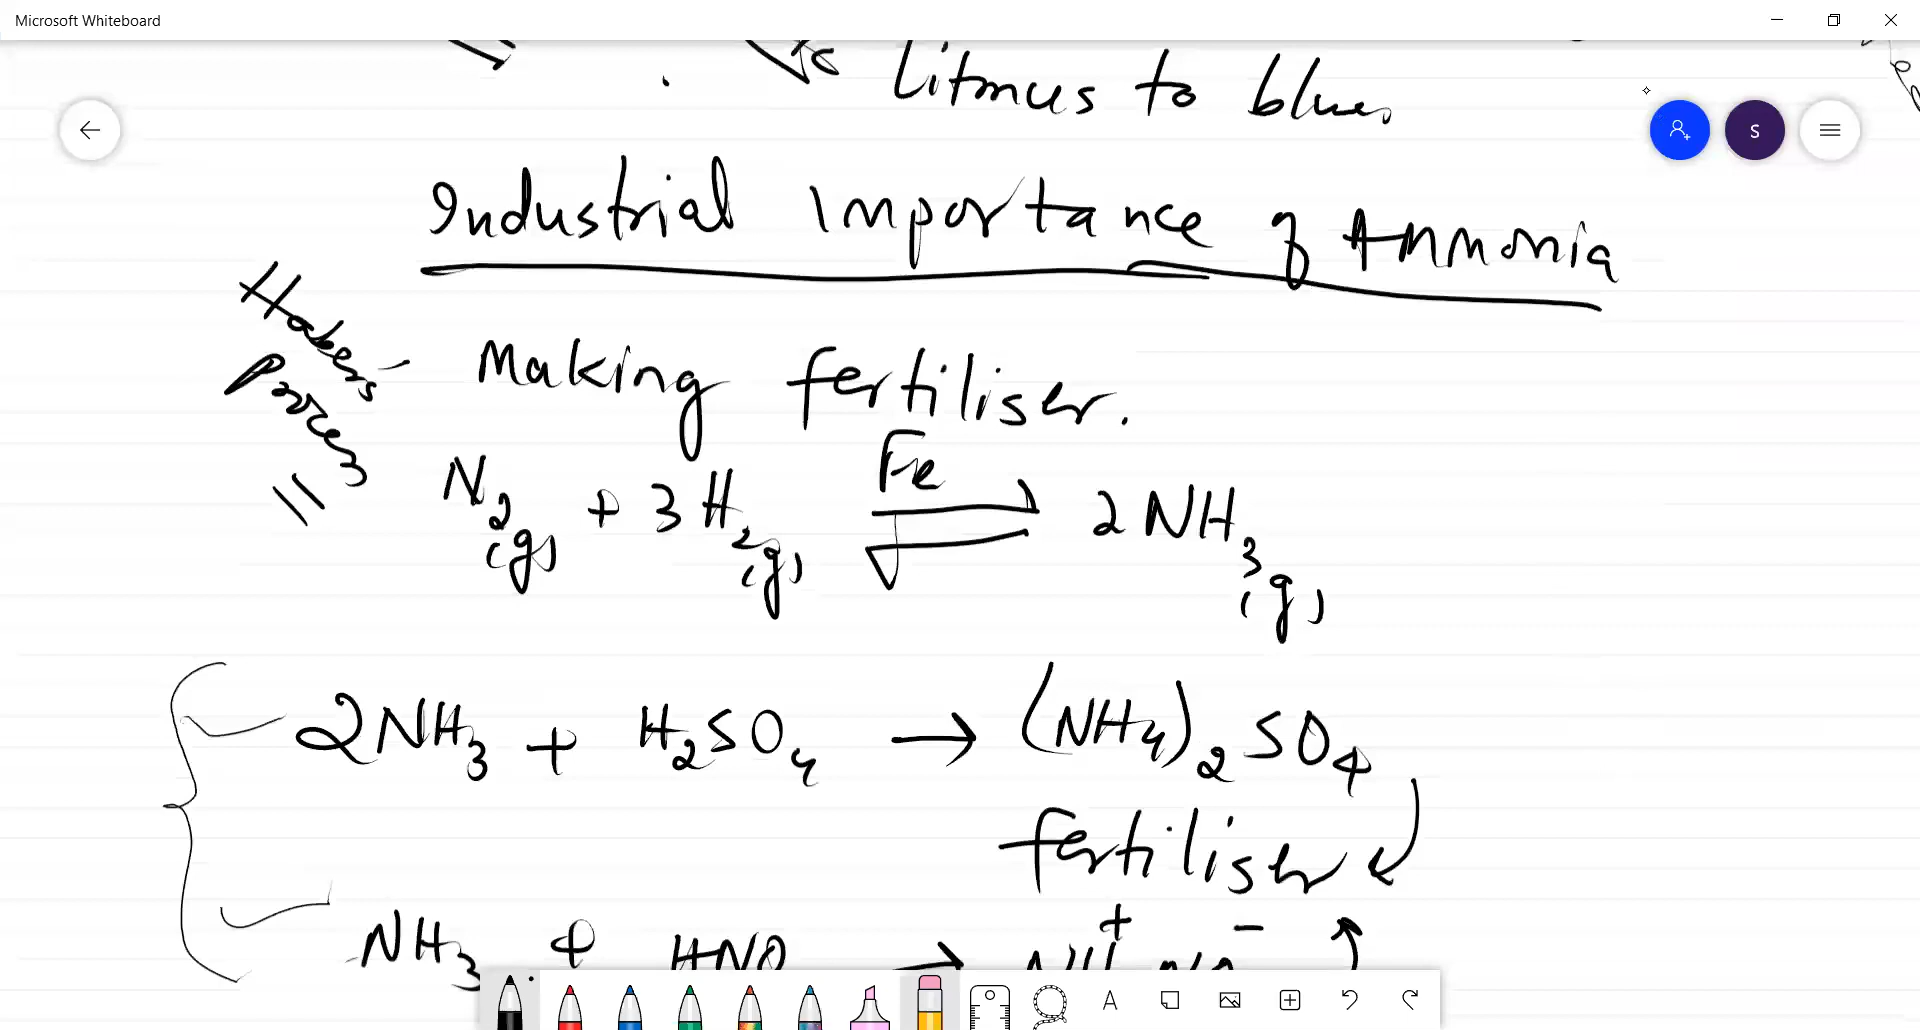 Microsoft Whiteboard
litmus to blue.
S
Industrial importance of Ammonia
Habers Process
Making fertiliser.
Fe
N₂(g) + 3H₂(g) ⇌ 2NH₃(g)
2NH₃ + H₂SO₄ → (NH₄)₂SO₄
fertiliser
NH₃ + HNO →
A